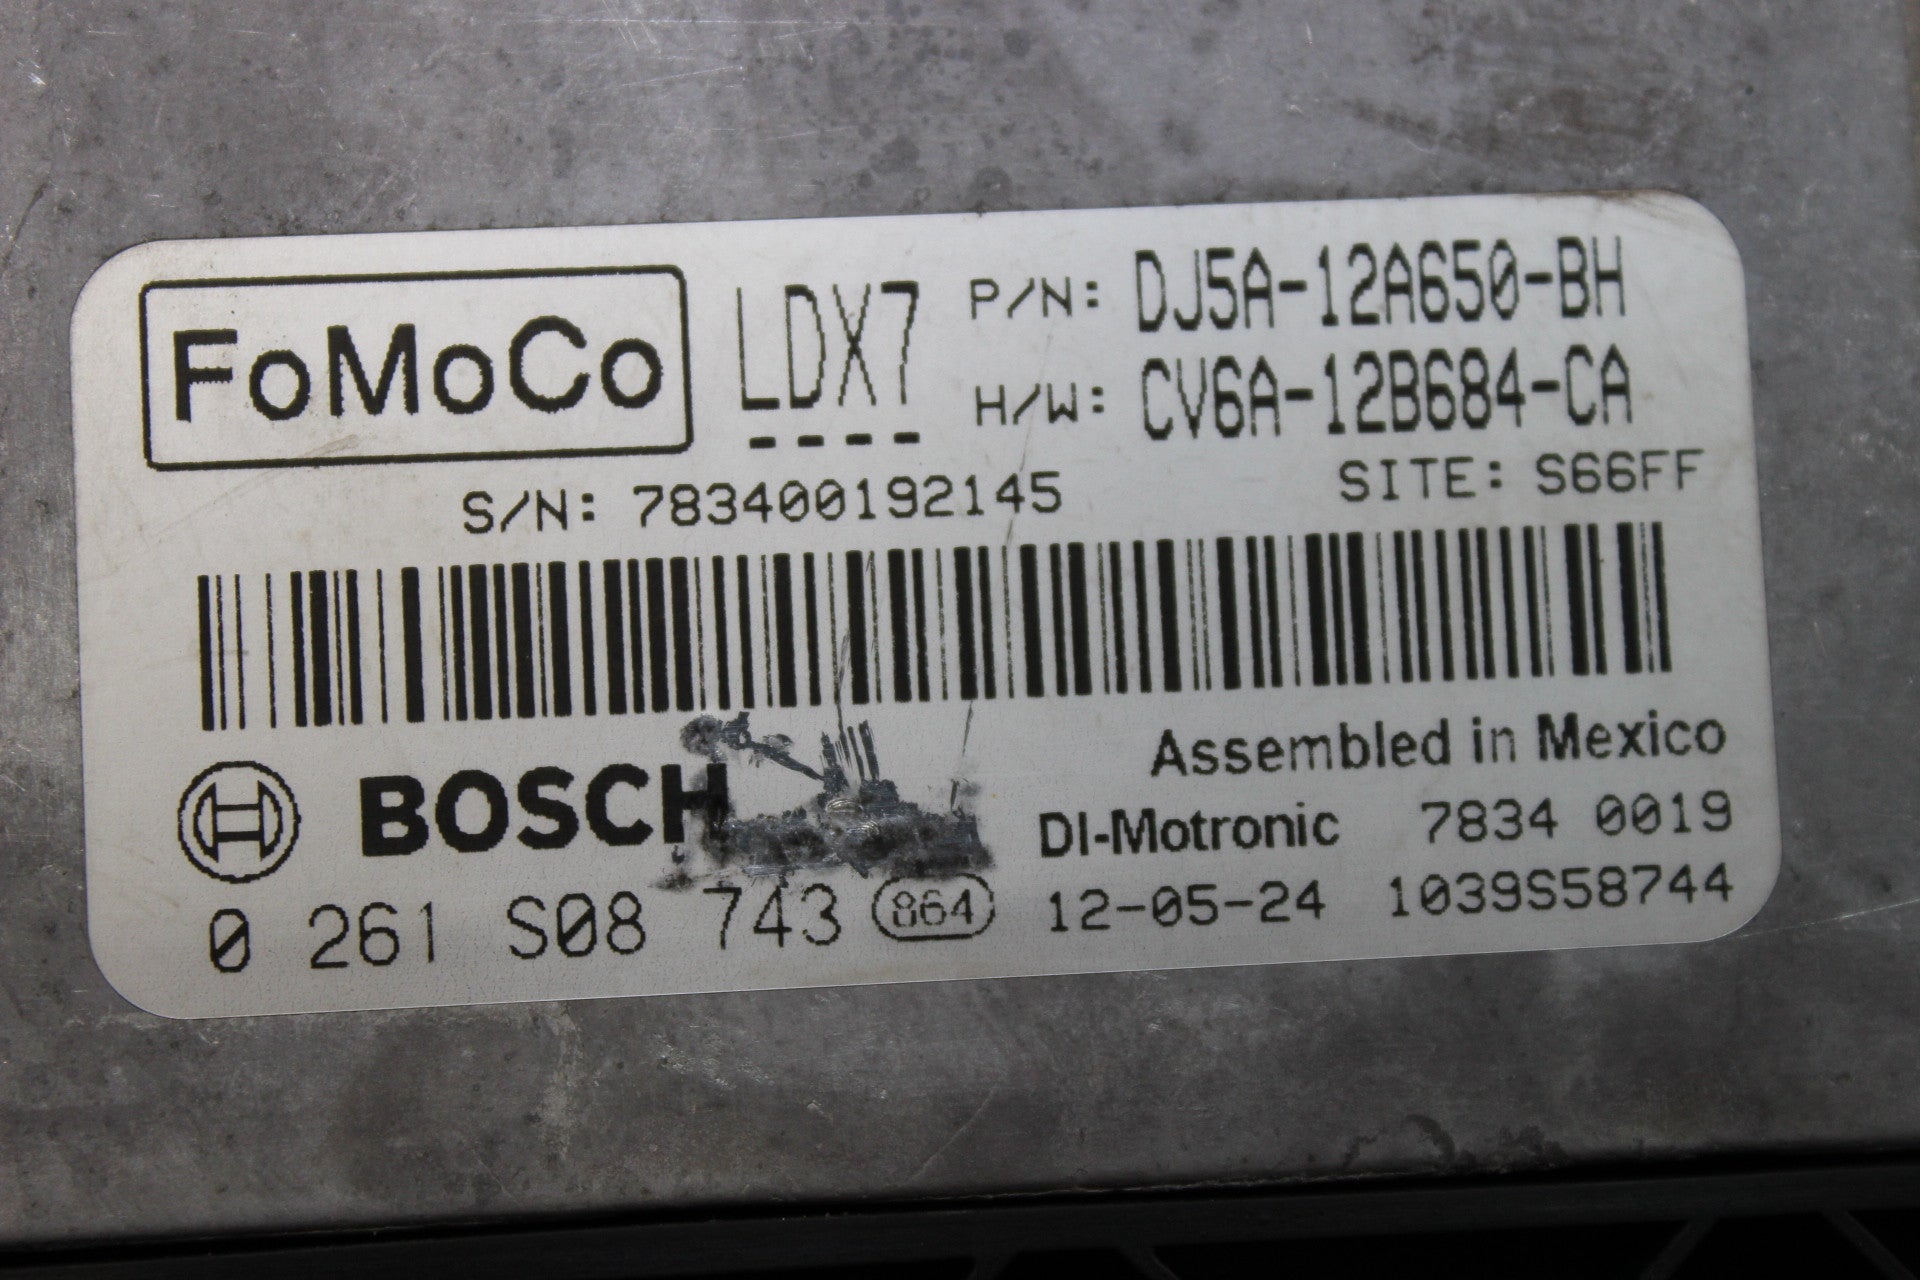 FoMoCo LDX7 P/N: DJ5A-12A650-BH
H/W: CV6A-12B684-CA
S/N: 783400192145 SITE: S66FF
BOSCH Assembled in Mexico
DI-Motronic 7834 0019
0 261 S08 743 864 12-05-24 1039S58744